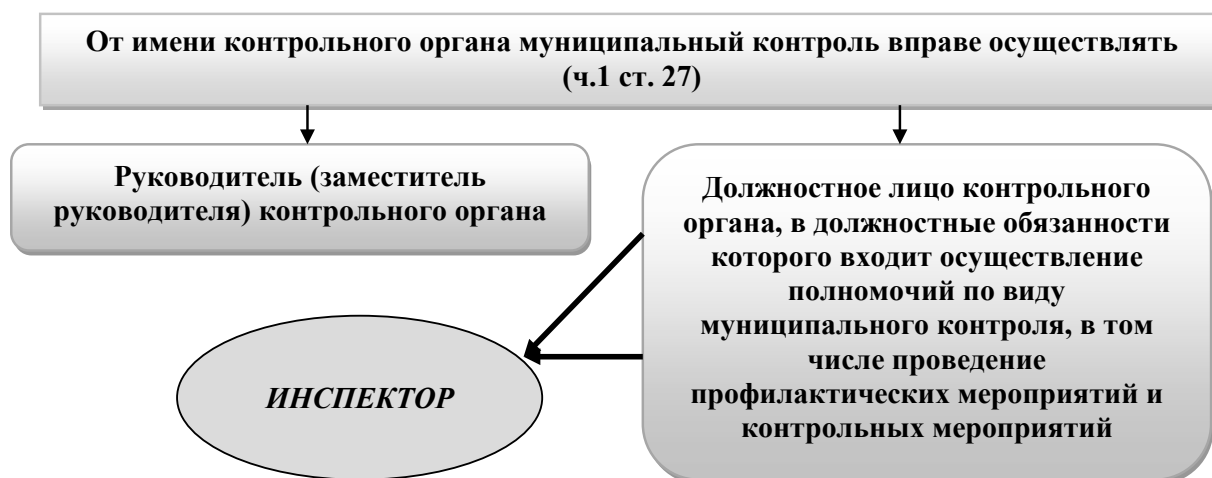 От имени контрольного органа муниципальный контроль вправе осуществлять
(ч.1 ст. 27)
Руководитель (заместитель
руководителя) контрольного органа
Должностное лицо контрольного
органа, в должностные обязанности
которого входит осуществление
полномочий по виду
муниципального контроля, в том
числе проведение
профилактических мероприятий и
контрольных мероприятий
ИНСПЕКТОР